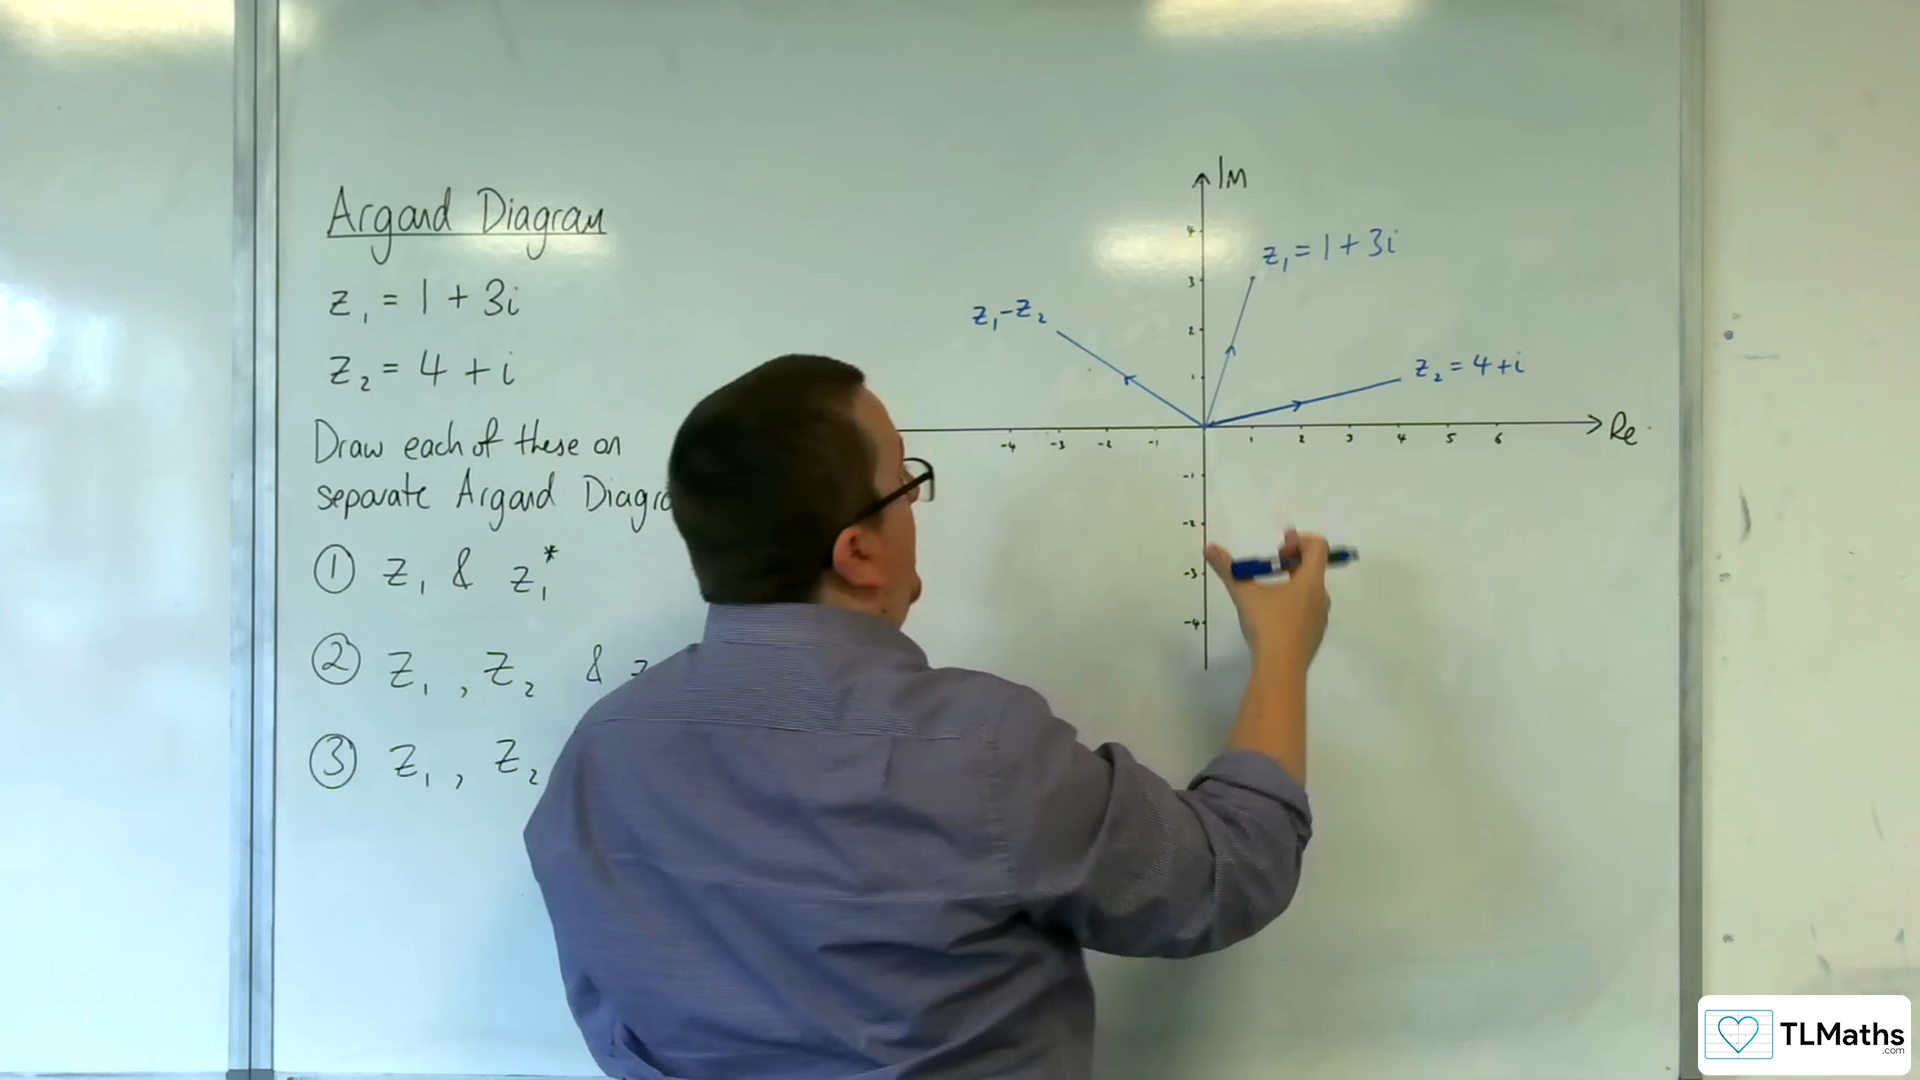 Argand Diagram
z₁ = 1 + 3i
z₂ = 4 + i
Draw each of these on
separate Argand
① z₁ & z₁*
② z₁ , z₂ &
③ z₁ , z₂
Im
z₁ = 1 + 3i
z₁-z₂
z₂ = 4+i
Re
4
3
2
1
-4 -3 -2 -1 1 2 3 4 5 6
-1
-2
-3
-4
TLMaths
.com